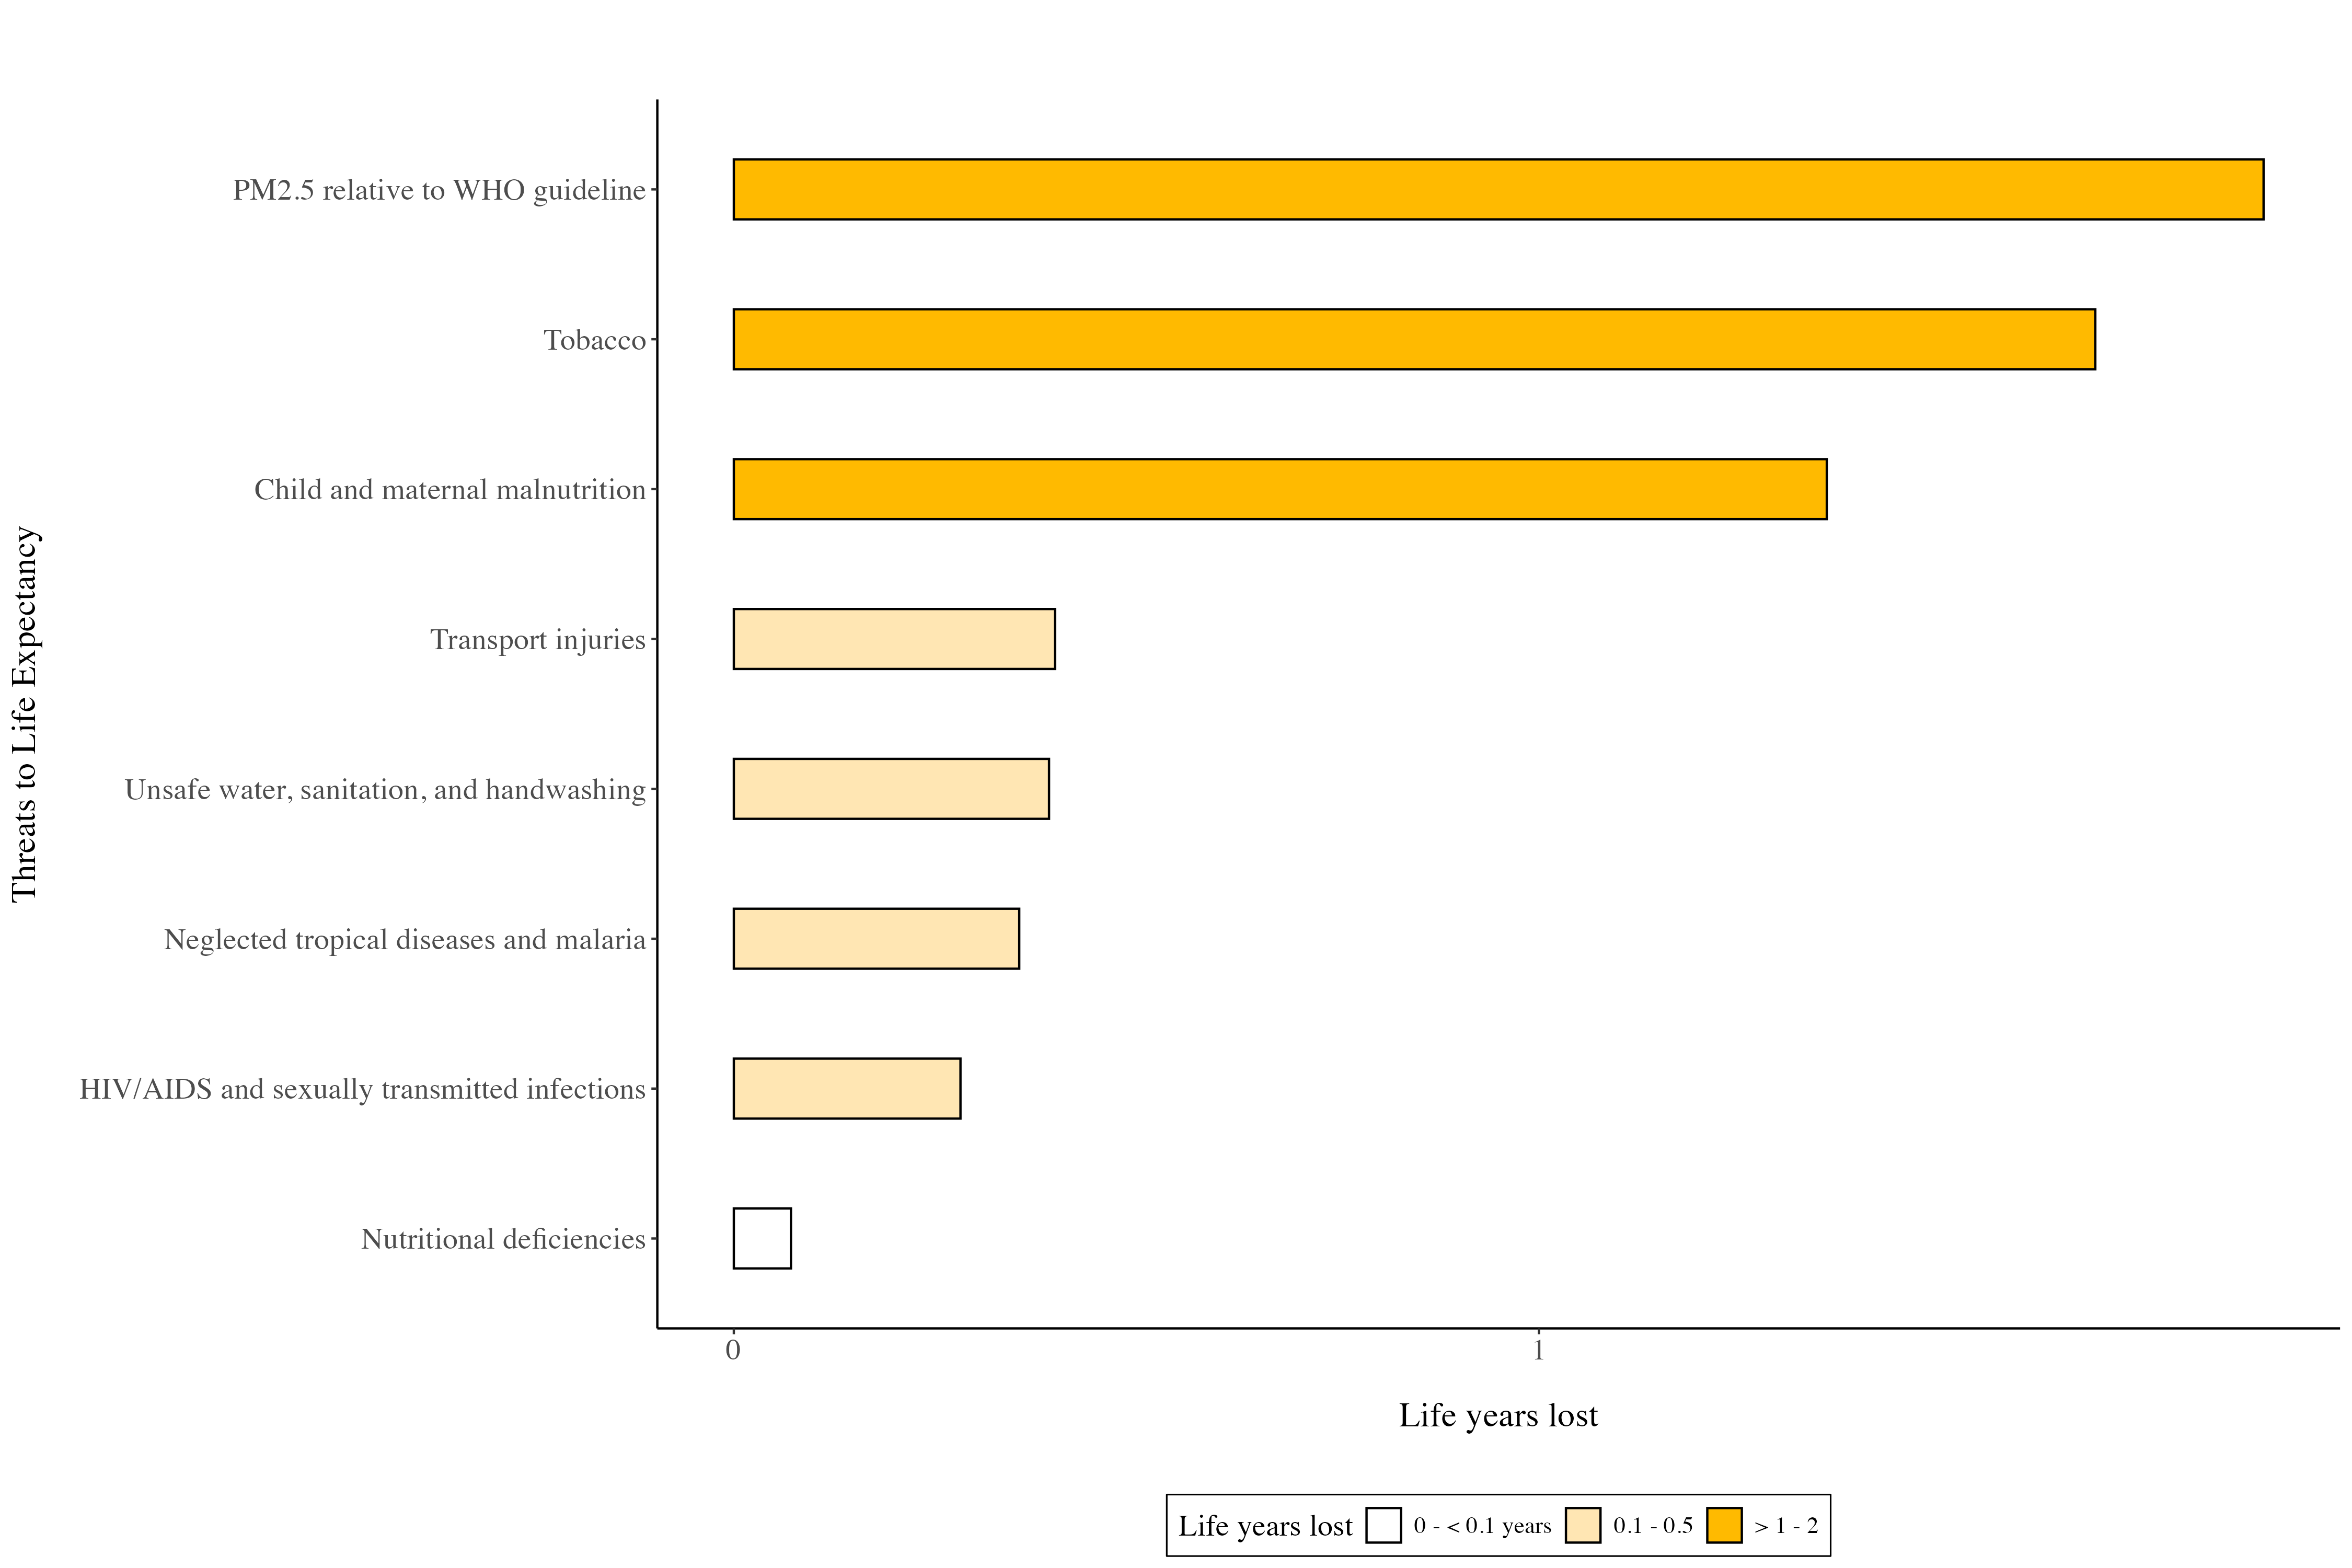 Threats to Life Expectancy
PM2.5 relative to WHO guideline
Tobacco
Child and maternal malnutrition
Transport injuries
Unsafe water, sanitation, and handwashing
Neglected tropical diseases and malaria
HIV/AIDS and sexually transmitted infections
Nutritional deficiencies
0 1
Life years lost
Life years lost 0 - < 0.1 years 0.1 - 0.5 > 1 - 2